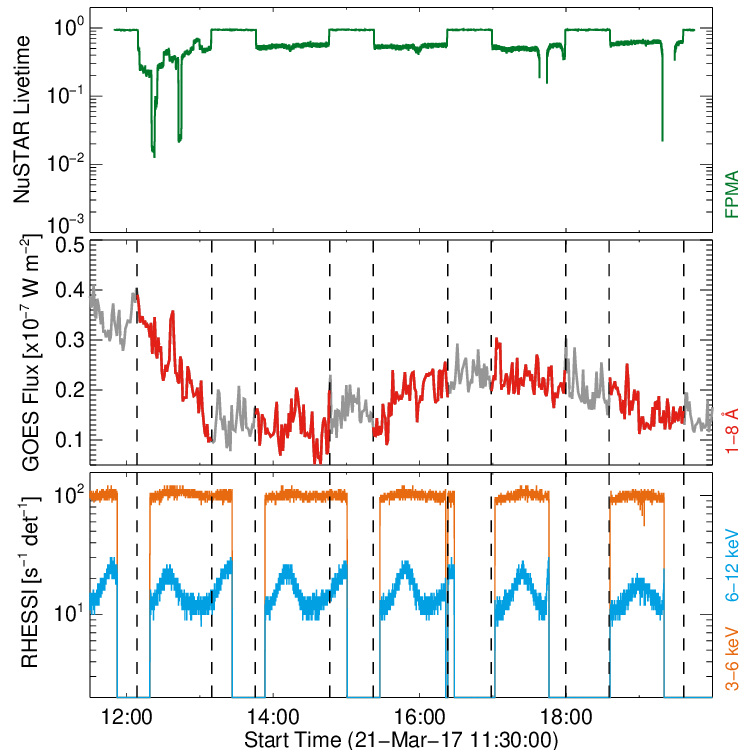 NuSTAR Livetime
10⁰
10⁻¹
10⁻²
10⁻³
FPMA
GOES Flux [x10⁻⁷ W m⁻²]
0.5
0.4
0.3
0.2
0.1
1−8 Å
RHESSI [s⁻¹ det⁻¹]
10²
10¹
3−6 keV 6−12 keV
12:00 14:00 16:00 18:00
Start Time (21−Mar−17 11:30:00)